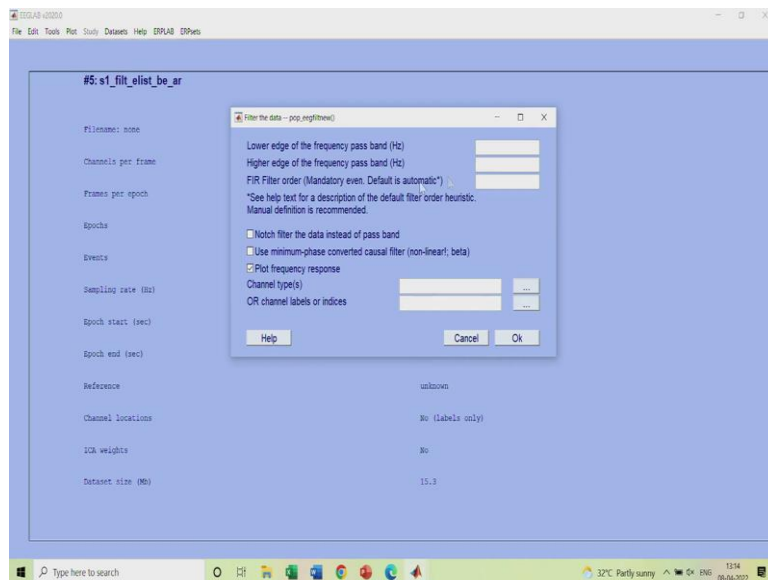 EEGLAB v2020.0
File Edit Tools Plot Study Datasets Help ERPLAB ERPsets
#5: s1_filt_elist_be_ar
Filename: none
Channels per frame
Frames per epoch
Epochs
Events
Sampling rate (Hz)
Epoch start (sec)
Epoch end (sec)
Reference unknown
Channel locations No (labels only)
ICA weights No
Dataset size (Mb) 15.3
Filter the data -- pop_eegfiltnew()
Lower edge of the frequency pass band (Hz)
Higher edge of the frequency pass band (Hz)
FIR Filter order (Mandatory even. Default is automatic*)
*See help text for a description of the default filter order heuristic.
Manual definition is recommended.
Notch filter the data instead of pass band
Use minimum-phase converted causal filter (non-linear!; beta)
Plot frequency response
Channel type(s) ...
OR channel labels or indices ...
Help Cancel Ok
Type here to search
32°C Partly sunny ENG
13:14
08-04-2022